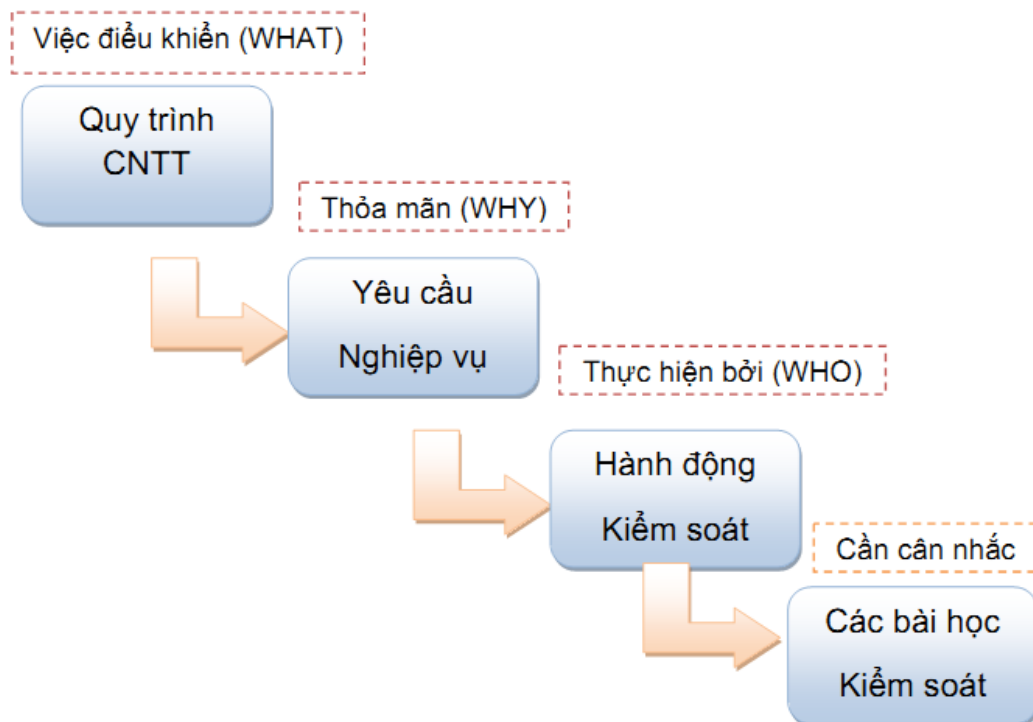 Việc điểu khiển (WHAT)
Quy trình
CNTT
Thỏa mãn (WHY)
Yêu cầu
Nghiệp vụ
Thực hiện bởi (WHO)
Hành động
Kiểm soát
Cần cân nhắc
Các bài học
Kiểm soát